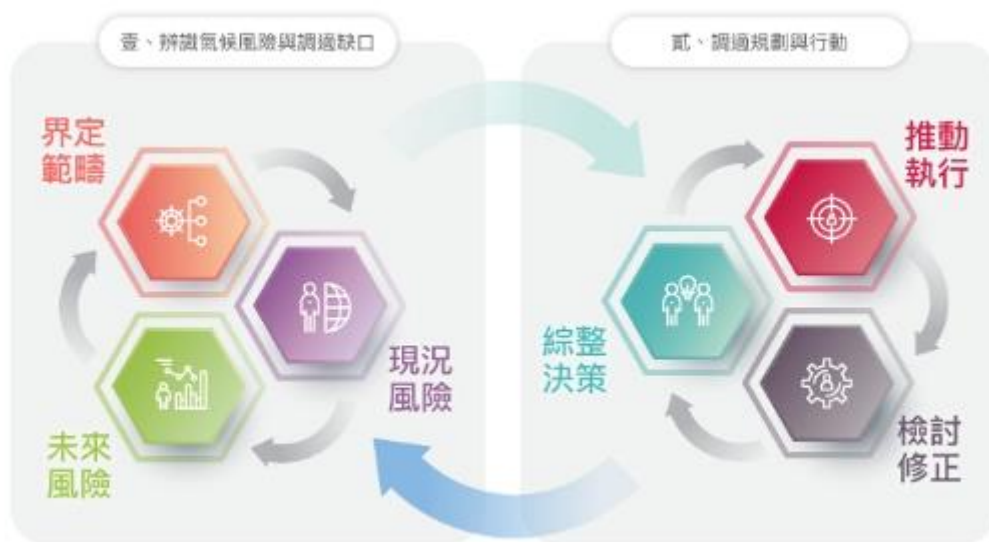 壹、辨識氣候風險與調適缺口
界定
範疇
現況
風險
未來
風險
貳、調適規劃與行動
推動
執行
綜整
決策
檢討
修正